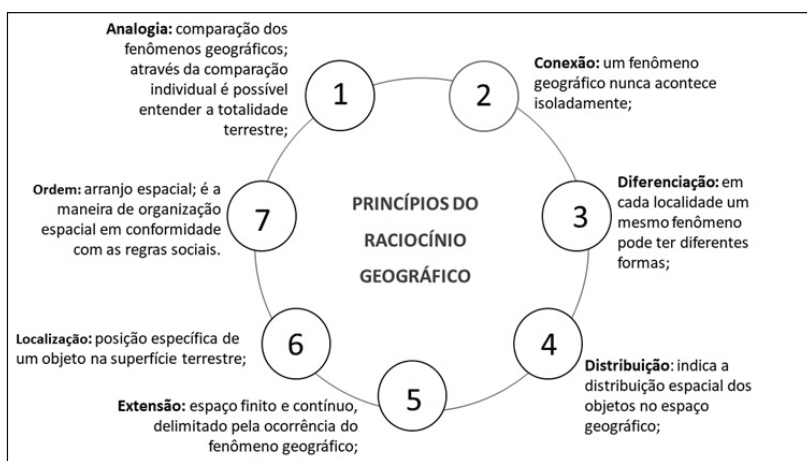 Analogia: comparação dos
fenômenos geográficos;
através da comparação
individual é possível
entender a totalidade
terrestre;
1
2
Conexão: um fenômeno
geográfico nunca acontece
isoladamente;
3
Diferenciação: em
cada localidade um
mesmo fenômeno
pode ter diferentes
formas;
4
Distribuição: indica a
distribuição espacial dos
objetos no espaço
geográfico;
5
Extensão: espaço finito e contínuo,
delimitado pela ocorrência do
fenômeno geográfico;
6
Localização: posição específica de
um objeto na superfície terrestre;
7
Ordem: arranjo espacial; é a
maneira de organização
espacial em conformidade
com as regras sociais.
PRINCÍPIOS DO
RACIOCÍNIO
GEOGRÁFICO